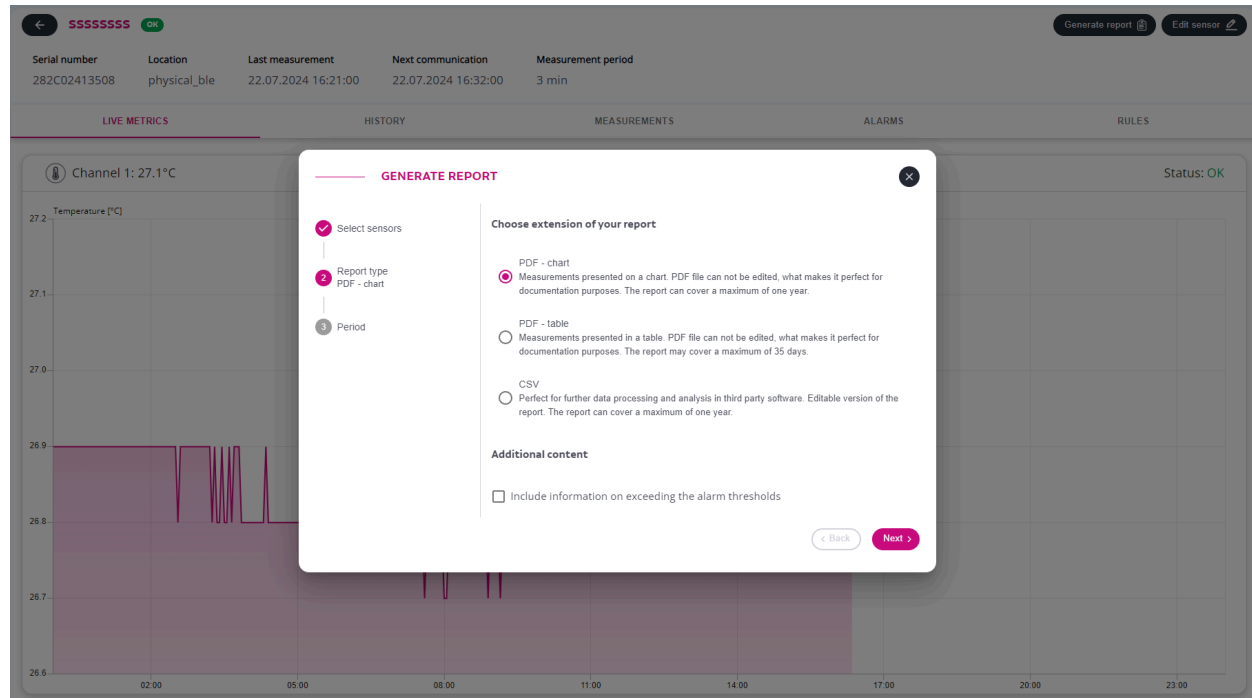 ssssssss OK
Generate report
Edit sensor
Serial number Location Last measurement Next communication Measurement period
282C02413508 physical_ble 22.07.2024 16:21:00 22.07.2024 16:32:00 3 min
LIVE METRICS HISTORY MEASUREMENTS ALARMS RULES
Channel 1: 27.1°C
Status: OK
Temperature [°C]
27.2
27.1
27.0
26.9
26.8
26.7
26.6
02:00 05:00 08:00 11:00 14:00 17:00 20:00 23:00
GENERATE REPORT
Select sensors
2 Report type
PDF - chart
3 Period
Choose extension of your report
PDF - chart
Measurements presented on a chart. PDF file can not be edited, what makes it perfect for
documentation purposes. The report can cover a maximum of one year.
PDF - table
Measurements presented in a table. PDF file can not be edited, what makes it perfect for
documentation purposes. The report may cover a maximum of 35 days.
CSV
Perfect for further data processing and analysis in third party software. Editable version of the
report. The report can cover a maximum of one year.
Additional content
Include information on exceeding the alarm thresholds
Back
Next